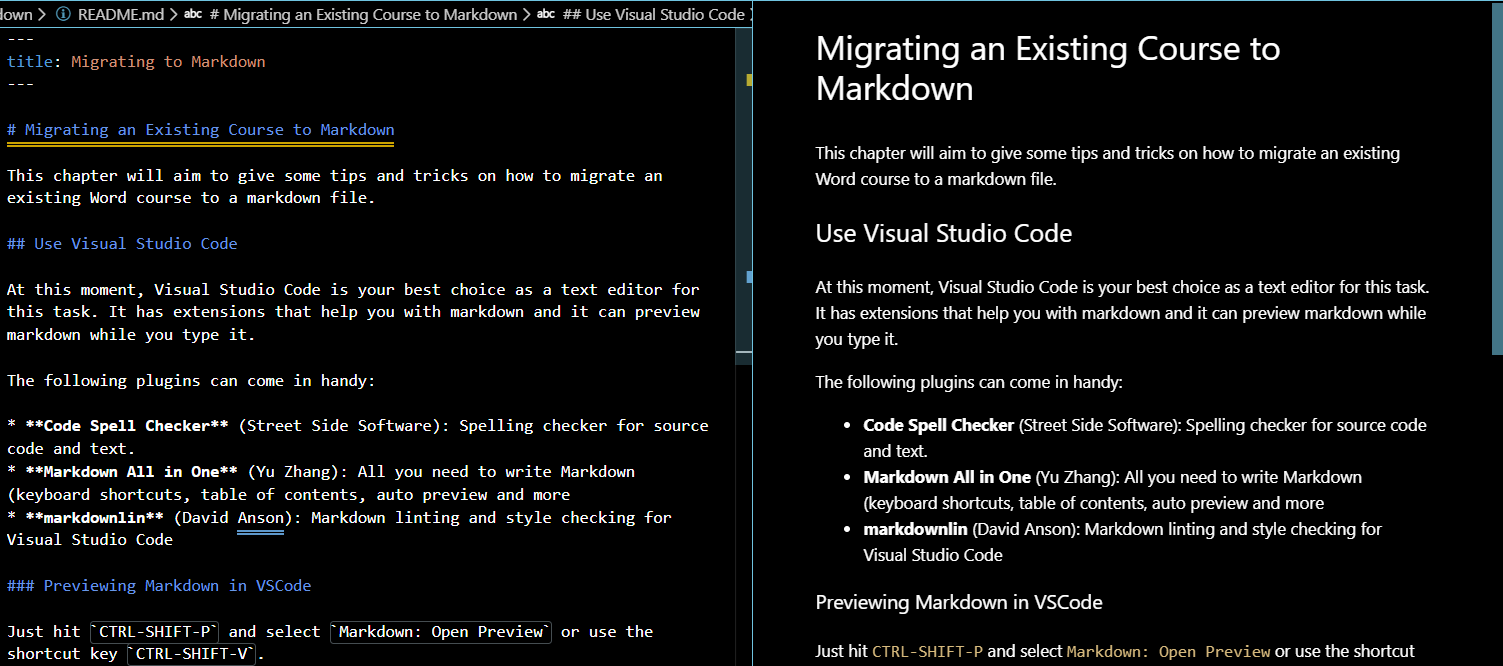 down > ⓘ README.md > abc # Migrating an Existing Course to Markdown > abc ## Use Visual Studio Code
---
title: Migrating to Markdown
---
# Migrating an Existing Course to Markdown
This chapter will aim to give some tips and tricks on how to migrate an
existing Word course to a markdown file.
## Use Visual Studio Code
At this moment, Visual Studio Code is your best choice as a text editor for
this task. It has extensions that help you with markdown and it can preview
markdown while you type it.
The following plugins can come in handy:
* **Code Spell Checker** (Street Side Software): Spelling checker for source
code and text.
* **Markdown All in One** (Yu Zhang): All you need to write Markdown
(keyboard shortcuts, table of contents, auto preview and more
* **markdownlin** (David Anson): Markdown linting and style checking for
Visual Studio Code
### Previewing Markdown in VSCode
Just hit `CTRL-SHIFT-P` and select `Markdown: Open Preview` or use the
shortcut key `CTRL-SHIFT-V`.
Migrating an Existing Course to
Markdown
This chapter will aim to give some tips and tricks on how to migrate an existing
Word course to a markdown file.
Use Visual Studio Code
At this moment, Visual Studio Code is your best choice as a text editor for this task.
It has extensions that help you with markdown and it can preview markdown while
you type it.
The following plugins can come in handy:
• Code Spell Checker (Street Side Software): Spelling checker for source code
and text.
• Markdown All in One (Yu Zhang): All you need to write Markdown
(keyboard shortcuts, table of contents, auto preview and more
• markdownlin (David Anson): Markdown linting and style checking for
Visual Studio Code
Previewing Markdown in VSCode
Just hit CTRL-SHIFT-P and select Markdown: Open Preview or use the shortcut